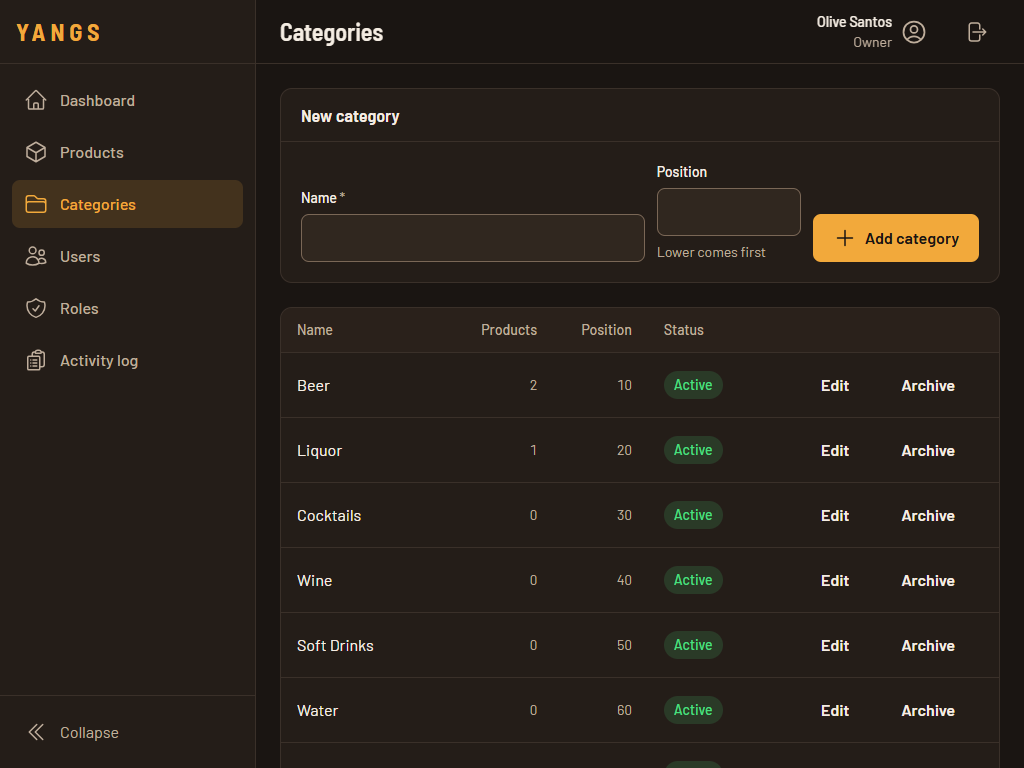 YANGS
Categories
Olive Santos
Owner
Dashboard
Products
Categories
Users
Roles
Activity log
Collapse
New category
Name *
Position
Lower comes first
Add category
Name Products Position Status
Beer 2 10 Active Edit Archive
Liquor 1 20 Active Edit Archive
Cocktails 0 30 Active Edit Archive
Wine 0 40 Active Edit Archive
Soft Drinks 0 50 Active Edit Archive
Water 0 60 Active Edit Archive